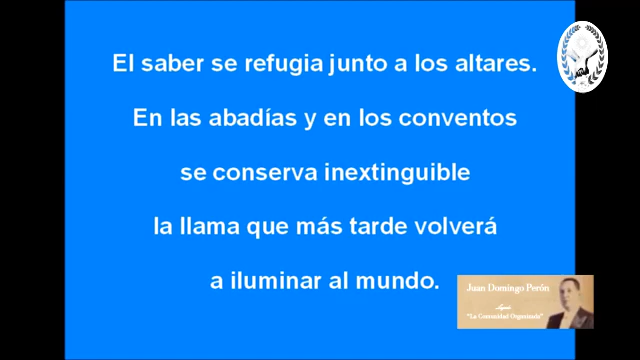 El saber se refugia junto a los altares.
En las abadías y en los conventos
se conserva inextinguible
la llama que más tarde volverá
a iluminar al mundo.
Juan Domingo Perón
"La Comunidad Organizada"